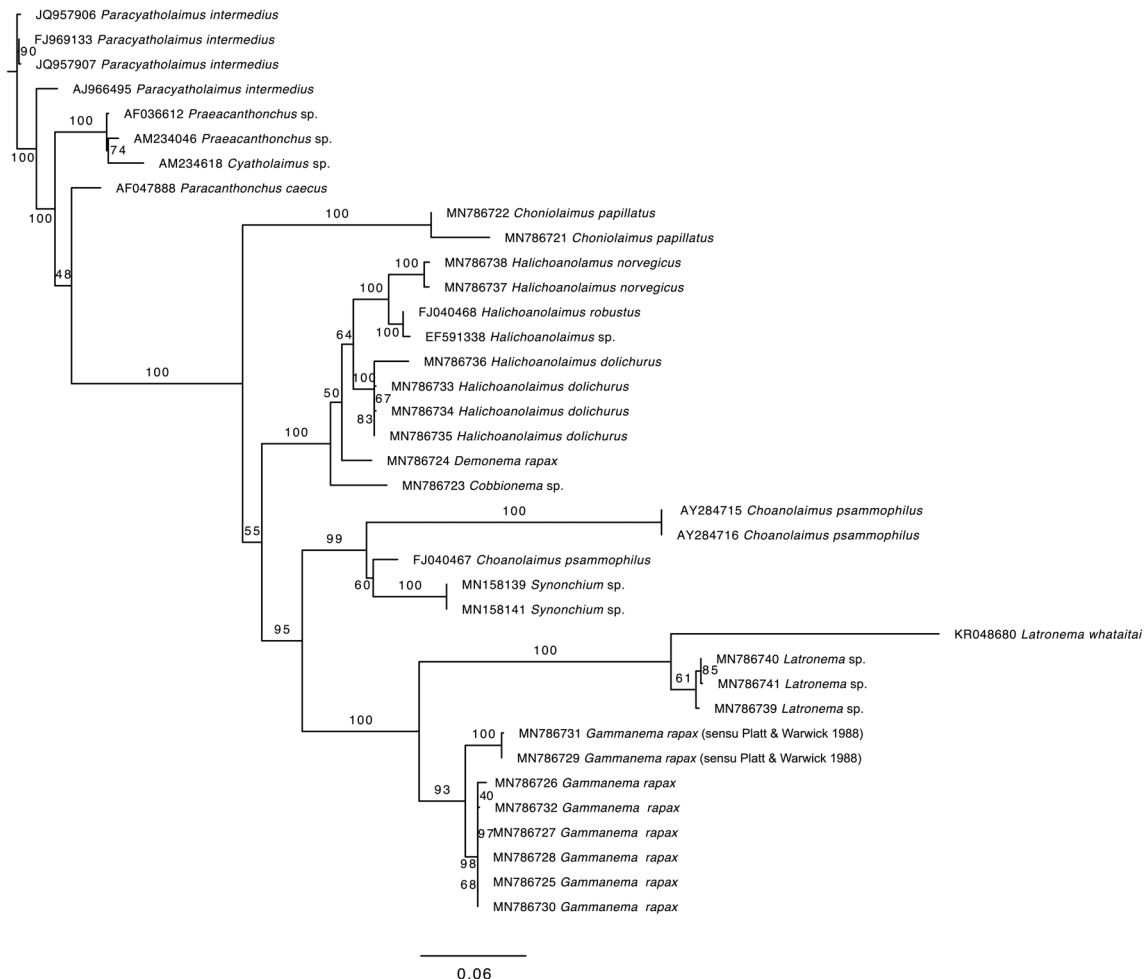 JQ957906 Paracyatholaimus intermedius
FJ969133 Paracyatholaimus intermedius
90
JQ957907 Paracyatholaimus intermedius
AJ966495 Paracyatholaimus intermedius
AF036612 Praeacanthonchus sp.
100
AM234046 Praeacanthonchus sp.
74
100
AM234618 Cyatholaimus sp.
AF047888 Paracanthonchus caecus
100
MN786722 Choniolaimus papillatus
100
MN786721 Choniolaimus papillatus
MN786738 Halichoanolamus norvegicus
100
48
MN786737 Halichoanolaimus norvegicus
100
FJ040468 Halichoanolaimus robustus
100
64
EF591338 Halichoanolaimus sp.
MN786736 Halichoanolaimus dolichurus
100
100
MN786733 Halichoanolaimus dolichurus
50
67
MN786734 Halichoanolaimus dolichurus
83
100
MN786735 Halichoanolaimus dolichurus
MN786724 Demonema rapax
MN786723 Cobbionema sp.
AY284715 Choanolaimus psammophilus
100
55
AY284716 Choanolaimus psammophilus
99
FJ040467 Choanolaimus psammophilus
60
100
MN158139 Synonchium sp.
MN158141 Synonchium sp.
95
KR048680 Latronema whataitai
100
MN786740 Latronema sp.
85
61
MN786741 Latronema sp.
MN786739 Latronema sp.
100
100
MN786731 Gammanema rapax (sensu Platt & Warwick 1988)
MN786729 Gammanema rapax (sensu Platt & Warwick 1988)
93
MN786726 Gammanema rapax
40
MN786732 Gammanema rapax
97
MN786727 Gammanema rapax
98
MN786728 Gammanema rapax
68
MN786725 Gammanema rapax
MN786730 Gammanema rapax
0.06